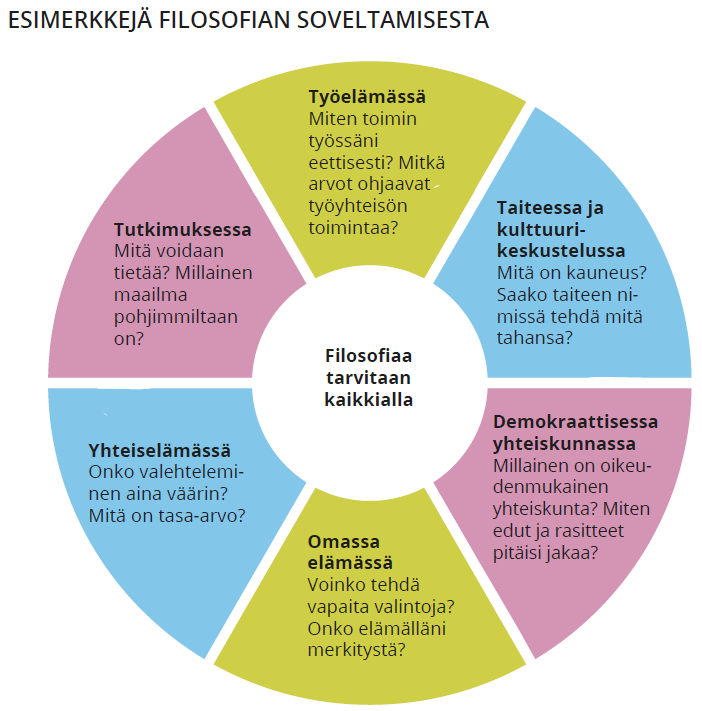 ESIMERKKEJÄ FILOSOFIAN SOVELTAMISESTA
Työelämässä
Miten toimin
työssäni
eettisesti? Mitkä
arvot ohjaavat
työyhteisön
toimintaa?
Taiteessa ja
kulttuuri-
keskustelussa
Mitä on kauneus?
Saako taiteen ni-
missä tehdä mitä
tahansa?
Demokraattisessa
yhteiskunnassa
Millainen on oikeu-
denmukainen
yhteiskunta? Miten
edut ja rasitteet
pitäisi jakaa?
Omassa
elämässä
Voinko tehdä
vapaita valintoja?
Onko elämälläni
merkitystä?
Yhteiselämässä
Onko valehtelemi-
nen aina väärin?
Mitä on tasa-arvo?
Tutkimuksessa
Mitä voidaan
tietää? Millainen
maailma
pohjimmiltaan
on?
Filosofiaa
tarvitaan
kaikkialla